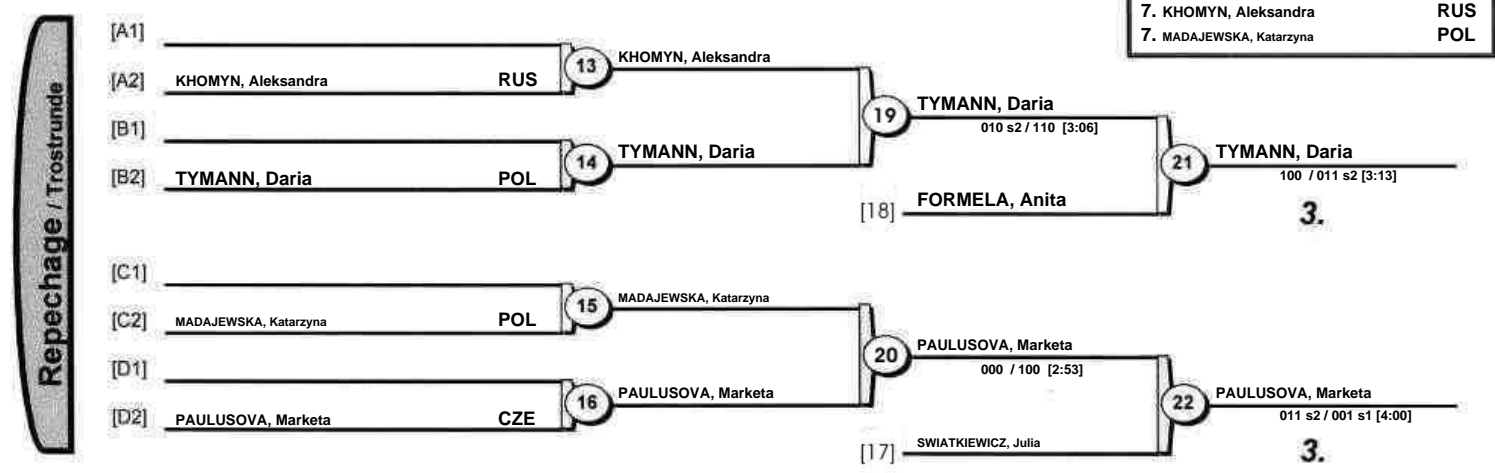 7. KHOMYN, Aleksandra RUS
7. MADAJEWSKA, Katarzyna POL
Repechage / Trostrunde
[A1]
[A2] KHOMYN, Aleksandra RUS
13 KHOMYN, Aleksandra
[B1]
[B2] TYMANN, Daria POL
14 TYMANN, Daria
19 TYMANN, Daria
010 s2 / 110 [3:06]
[18] FORMELA, Anita
21 TYMANN, Daria
100 / 011 s2 [3:13]
3.
[C1]
[C2] MADAJEWSKA, Katarzyna POL
15 MADAJEWSKA, Katarzyna
[D1]
[D2] PAULUSOVA, Marketa CZE
16 PAULUSOVA, Marketa
20 PAULUSOVA, Marketa
000 / 100 [2:53]
[17] SWIATKIEWICZ, Julia
22 PAULUSOVA, Marketa
011 s2 / 001 s1 [4:00]
3.